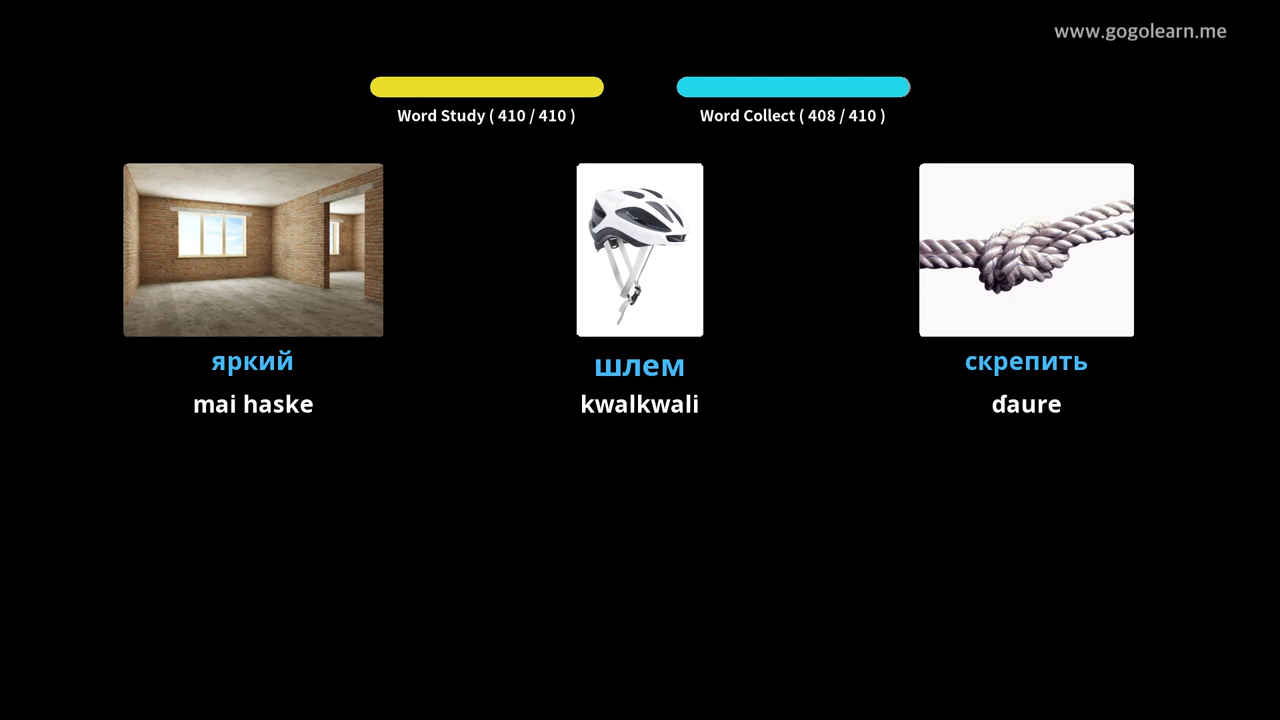 www.gogolearn.me
Word Study ( 410 / 410 )
Word Collect ( 408 / 410 )
яркий
шлем
скрепить
mai haske
kwalkwali
ɗaure